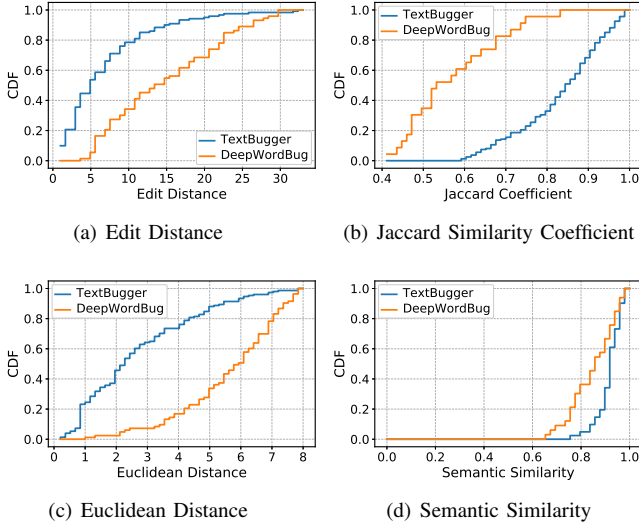 1.0
0.8
0.6
0.4
0.2
0.0
CDF
TextBugger
DeepWordBug
0 5 10 15 20 25 30
Edit Distance
(a) Edit Distance
1.0
0.8
0.6
0.4
0.2
0.0
CDF
TextBugger
DeepWordBug
0.4 0.5 0.6 0.7 0.8 0.9 1.0
Jaccard Coefficient
(b) Jaccard Similarity Coefficient
1.0
0.8
0.6
0.4
0.2
0.0
CDF
TextBugger
DeepWordBug
0 1 2 3 4 5 6 7 8
Euclidean Distance
(c) Euclidean Distance
1.0
0.8
0.6
0.4
0.2
0.0
CDF
TextBugger
DeepWordBug
0.0 0.2 0.4 0.6 0.8 1.0
Semantic Similarity
(d) Semantic Similarity